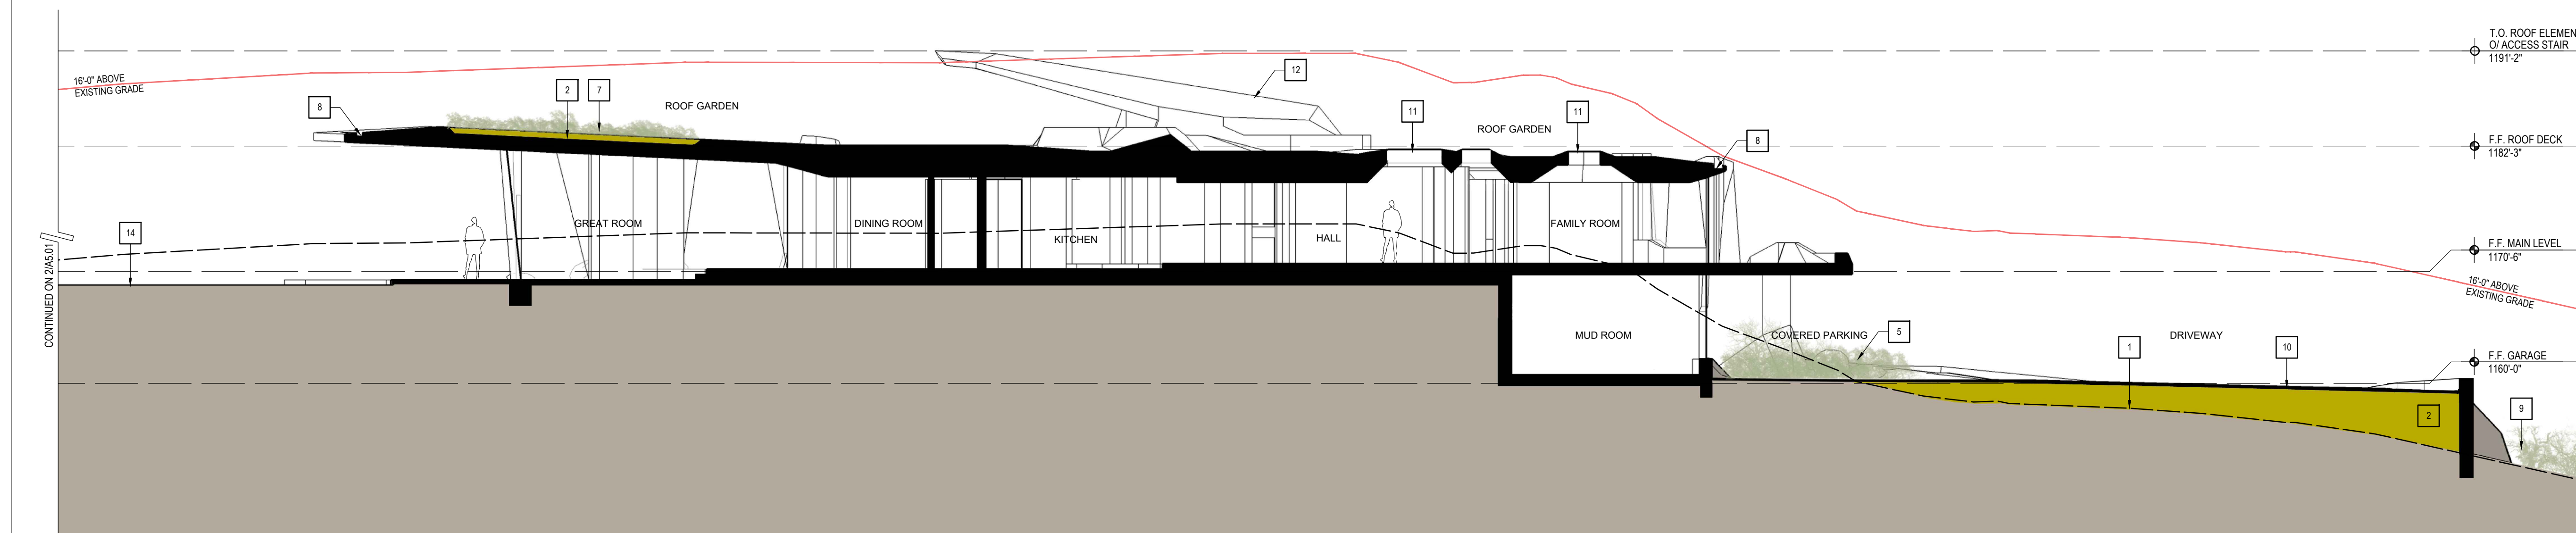 T.O. ROOF ELEMEN
O/ ACCESS STAIR
1191'-2"
16'-0" ABOVE
EXISTING GRADE
12
2
7
8
ROOF GARDEN
11
11
ROOF GARDEN
8
F.F. ROOF DECK
1182'-3"
14
GREAT ROOM
DINING ROOM
KITCHEN
HALL
FAMILY ROOM
F.F. MAIN LEVEL
1170'-6"
CONTINUED ON 2/A5.01
16'-0" ABOVE
EXISTING GRADE
MUD ROOM
COVERED PARKING
5
DRIVEWAY
1
10
F.F. GARAGE
1160'-0"
2
9